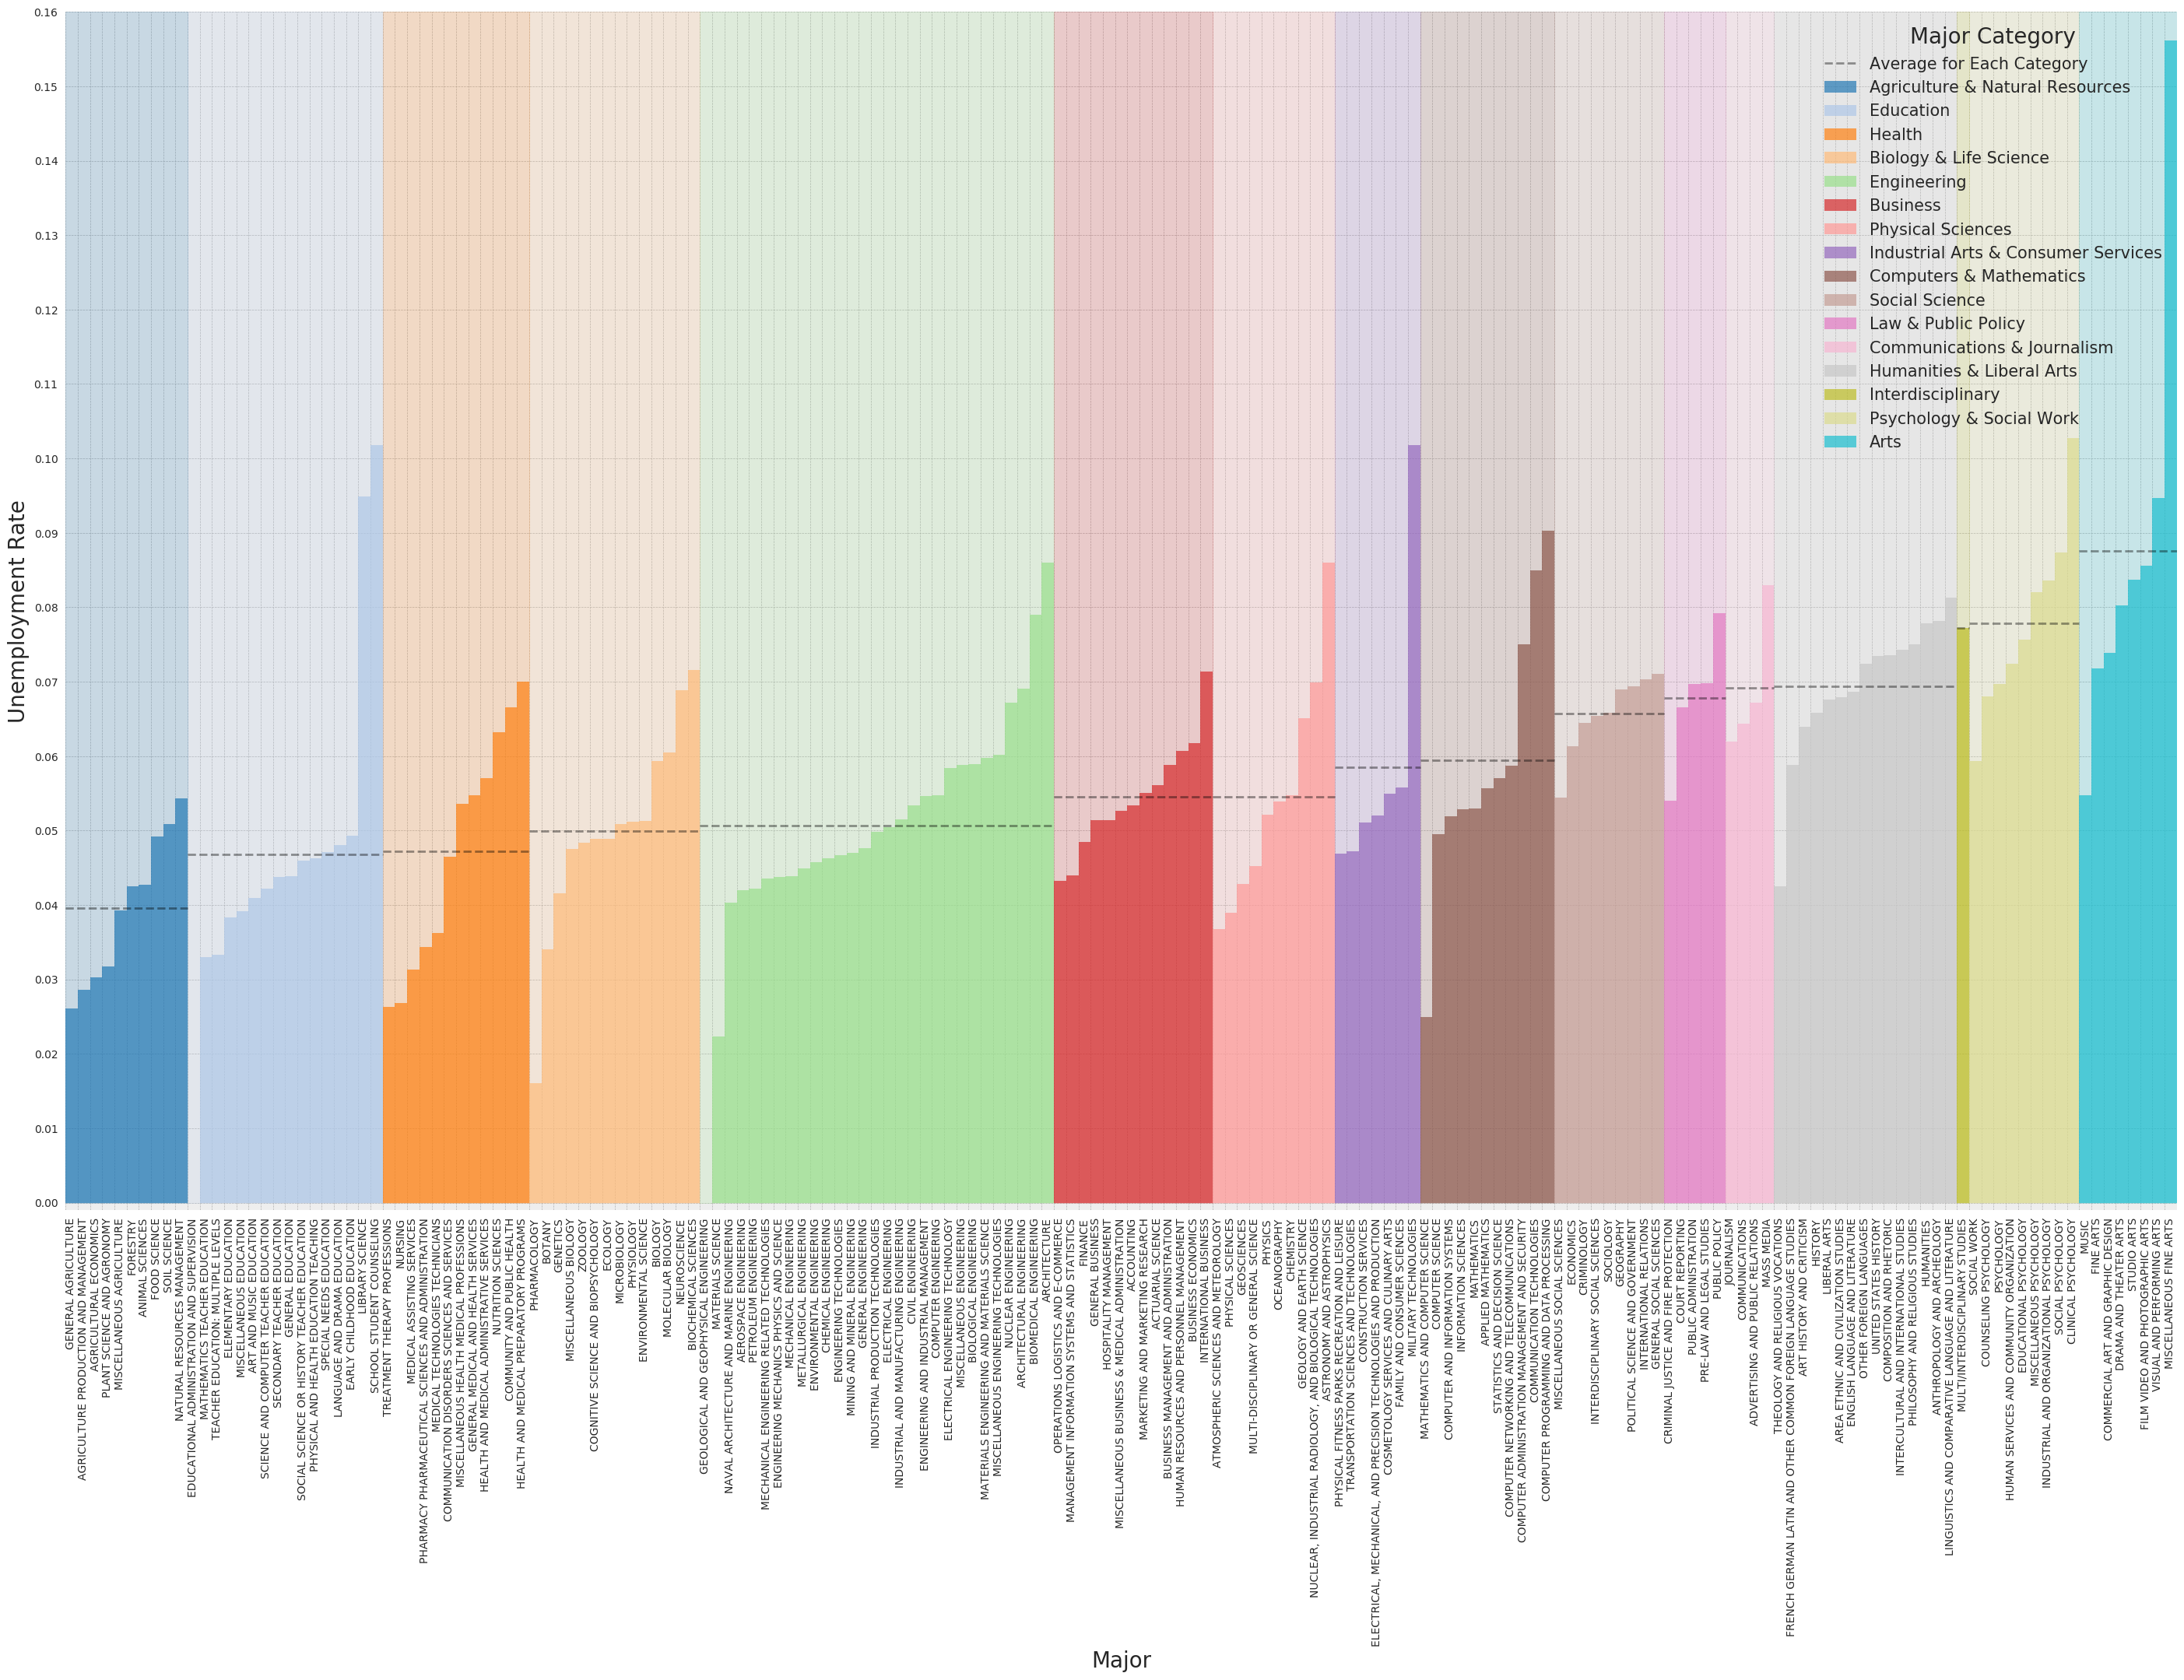 0.16
0.15
0.14
0.13
0.12
0.11
0.10
0.09
0.08
0.07
0.06
0.05
0.04
0.03
0.02
0.01
0.00
Unemployment Rate
Major Category
Average for Each Category
Agriculture & Natural Resources
Education
Health
Biology & Life Science
Engineering
Business
Physical Sciences
Industrial Arts & Consumer Services
Computers & Mathematics
Social Science
Law & Public Policy
Communications & Journalism
Humanities & Liberal Arts
Interdisciplinary
Psychology & Social Work
Arts
GENERAL AGRICULTURE
AGRICULTURE PRODUCTION AND MANAGEMENT
AGRICULTURAL ECONOMICS
PLANT SCIENCE AND AGRONOMY
MISCELLANEOUS AGRICULTURE
FORESTRY
ANIMAL SCIENCES
FOOD SCIENCE
SOIL SCIENCE
NATURAL RESOURCES MANAGEMENT
EDUCATIONAL ADMINISTRATION AND SUPERVISION
MATHEMATICS TEACHER EDUCATION
TEACHER EDUCATION: MULTIPLE LEVELS
ELEMENTARY EDUCATION
MISCELLANEOUS EDUCATION
ART AND MUSIC EDUCATION
SCIENCE AND COMPUTER TEACHER EDUCATION
SECONDARY TEACHER EDUCATION
GENERAL EDUCATION
SOCIAL SCIENCE OR HISTORY TEACHER EDUCATION
PHYSICAL AND HEALTH EDUCATION TEACHING
SPECIAL NEEDS EDUCATION
LANGUAGE AND DRAMA EDUCATION
EARLY CHILDHOOD EDUCATION
LIBRARY SCIENCE
SCHOOL STUDENT COUNSELING
TREATMENT THERAPY PROFESSIONS
NURSING
MEDICAL ASSISTING SERVICES
PHARMACY PHARMACEUTICAL SCIENCES AND ADMINISTRATION
MEDICAL TECHNOLOGIES TECHNICIANS
COMMUNICATION DISORDERS SCIENCES AND SERVICES
MISCELLANEOUS HEALTH MEDICAL PROFESSIONS
GENERAL MEDICAL AND HEALTH SERVICES
HEALTH AND MEDICAL ADMINISTRATIVE SERVICES
NUTRITION SCIENCES
COMMUNITY AND PUBLIC HEALTH
HEALTH AND MEDICAL PREPARATORY PROGRAMS
PHARMACOLOGY
BOTANY
GENETICS
MISCELLANEOUS BIOLOGY
ZOOLOGY
COGNITIVE SCIENCE AND BIOPSYCHOLOGY
ECOLOGY
MICROBIOLOGY
PHYSIOLOGY
ENVIRONMENTAL SCIENCE
BIOLOGY
MOLECULAR BIOLOGY
NEUROSCIENCE
BIOCHEMICAL SCIENCES
GEOLOGICAL AND GEOPHYSICAL ENGINEERING
MATERIALS SCIENCE
NAVAL ARCHITECTURE AND MARINE ENGINEERING
AEROSPACE ENGINEERING
PETROLEUM ENGINEERING
MECHANICAL ENGINEERING RELATED TECHNOLOGIES
ENGINEERING MECHANICS PHYSICS AND SCIENCE
MECHANICAL ENGINEERING
METALLURGICAL ENGINEERING
ENVIRONMENTAL ENGINEERING
CHEMICAL ENGINEERING
ENGINEERING TECHNOLOGIES
MINING AND MINERAL ENGINEERING
GENERAL ENGINEERING
INDUSTRIAL PRODUCTION TECHNOLOGIES
ELECTRICAL ENGINEERING
INDUSTRIAL AND MANUFACTURING ENGINEERING
CIVIL ENGINEERING
ENGINEERING AND INDUSTRIAL MANAGEMENT
COMPUTER ENGINEERING
ELECTRICAL ENGINEERING TECHNOLOGY
MISCELLANEOUS ENGINEERING
BIOLOGICAL ENGINEERING
MATERIALS ENGINEERING AND MATERIALS SCIENCE
MISCELLANEOUS ENGINEERING TECHNOLOGIES
NUCLEAR ENGINEERING
ARCHITECTURAL ENGINEERING
BIOMEDICAL ENGINEERING
ARCHITECTURE
OPERATIONS LOGISTICS AND E-COMMERCE
MANAGEMENT INFORMATION SYSTEMS AND STATISTICS
FINANCE
GENERAL BUSINESS
HOSPITALITY MANAGEMENT
MISCELLANEOUS BUSINESS & MEDICAL ADMINISTRATION
ACCOUNTING
MARKETING AND MARKETING RESEARCH
ACTUARIAL SCIENCE
BUSINESS MANAGEMENT AND ADMINISTRATION
HUMAN RESOURCES AND PERSONNEL MANAGEMENT
BUSINESS ECONOMICS
INTERNATIONAL BUSINESS
ATMOSPHERIC SCIENCES AND METEOROLOGY
PHYSICAL SCIENCES
GEOSCIENCES
MULTI-DISCIPLINARY OR GENERAL SCIENCE
PHYSICS
OCEANOGRAPHY
CHEMISTRY
GEOLOGY AND EARTH SCIENCE
NUCLEAR, INDUSTRIAL RADIOLOGY, AND BIOLOGICAL TECHNOLOGIES
ASTRONOMY AND ASTROPHYSICS
PHYSICAL FITNESS PARKS RECREATION AND LEISURE
TRANSPORTATION SCIENCES AND TECHNOLOGIES
CONSTRUCTION SERVICES
ELECTRICAL, MECHANICAL, AND PRECISION TECHNOLOGIES AND PRODUCTION
COSMETOLOGY SERVICES AND CULINARY ARTS
FAMILY AND CONSUMER SCIENCES
MILITARY TECHNOLOGIES
MATHEMATICS AND COMPUTER SCIENCE
COMPUTER SCIENCE
COMPUTER AND INFORMATION SYSTEMS
INFORMATION SCIENCES
MATHEMATICS
APPLIED MATHEMATICS
STATISTICS AND DECISION SCIENCE
COMPUTER NETWORKING AND TELECOMMUNICATIONS
COMPUTER ADMINISTRATION MANAGEMENT AND SECURITY
COMMUNICATION TECHNOLOGIES
COMPUTER PROGRAMMING AND DATA PROCESSING
MISCELLANEOUS SOCIAL SCIENCES
ECONOMICS
CRIMINOLOGY
INTERDISCIPLINARY SOCIAL SCIENCES
SOCIOLOGY
GEOGRAPHY
POLITICAL SCIENCE AND GOVERNMENT
INTERNATIONAL RELATIONS
GENERAL SOCIAL SCIENCES
CRIMINAL JUSTICE AND FIRE PROTECTION
COURT REPORTING
PUBLIC ADMINISTRATION
PRE-LAW AND LEGAL STUDIES
PUBLIC POLICY
JOURNALISM
COMMUNICATIONS
ADVERTISING AND PUBLIC RELATIONS
MASS MEDIA
THEOLOGY AND RELIGIOUS VOCATIONS
FRENCH GERMAN LATIN AND OTHER COMMON FOREIGN LANGUAGE STUDIES
ART HISTORY AND CRITICISM
HISTORY
LIBERAL ARTS
AREA ETHNIC AND CIVILIZATION STUDIES
ENGLISH LANGUAGE AND LITERATURE
OTHER FOREIGN LANGUAGES
UNITED STATES HISTORY
COMPOSITION AND RHETORIC
INTERCULTURAL AND INTERNATIONAL STUDIES
PHILOSOPHY AND RELIGIOUS STUDIES
HUMANITIES
ANTHROPOLOGY AND ARCHEOLOGY
LINGUISTICS AND COMPARATIVE LANGUAGE AND LITERATURE
MULTI/INTERDISCIPLINARY STUDIES
SOCIAL WORK
COUNSELING PSYCHOLOGY
PSYCHOLOGY
HUMAN SERVICES AND COMMUNITY ORGANIZATION
EDUCATIONAL PSYCHOLOGY
MISCELLANEOUS PSYCHOLOGY
INDUSTRIAL AND ORGANIZATIONAL PSYCHOLOGY
SOCIAL PSYCHOLOGY
CLINICAL PSYCHOLOGY
MUSIC
FINE ARTS
COMMERCIAL ART AND GRAPHIC DESIGN
DRAMA AND THEATER ARTS
STUDIO ARTS
FILM VIDEO AND PHOTOGRAPHIC ARTS
VISUAL AND PERFORMING ARTS
MISCELLANEOUS FINE ARTS
Major